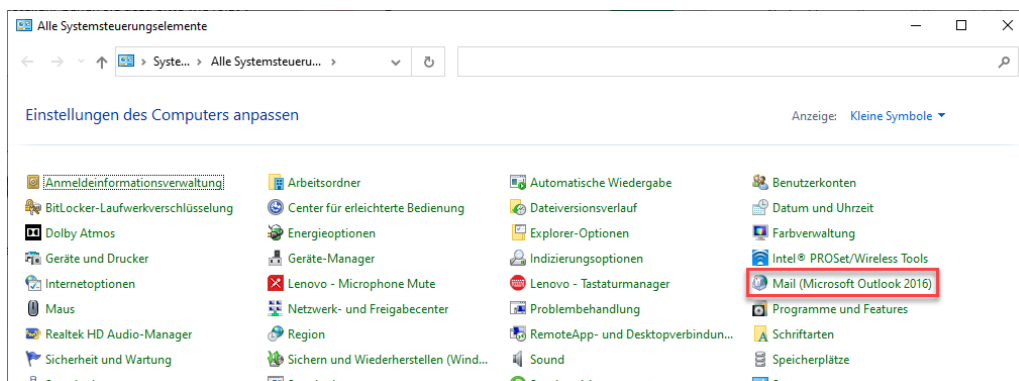 Alle Systemsteuerungselemente
Syste... > Alle Systemsteueru... >
Einstellungen des Computers anpassen
Anzeige: Kleine Symbole
Anmeldeinformationsverwaltung Arbeitsordner Automatische Wiedergabe Benutzerkonten
BitLocker-Laufwerkverschlüsselung Center für erleichterte Bedienung Dateiversionsverlauf Datum und Uhrzeit
Dolby Atmos Energieoptionen Explorer-Optionen Farbverwaltung
Geräte und Drucker Geräte-Manager Indizierungsoptionen Intel® PROSet/Wireless Tools
Internetoptionen Lenovo - Microphone Mute Lenovo - Tastaturmanager Mail (Microsoft Outlook 2016)
Maus Netzwerk- und Freigabecenter Problembehandlung Programme und Features
Realtek HD Audio-Manager Region RemoteApp- und Desktopverbindun... Schriftarten
Sicherheit und Wartung Sichern und Wiederherstellen (Wind... Sound Speicherplätze